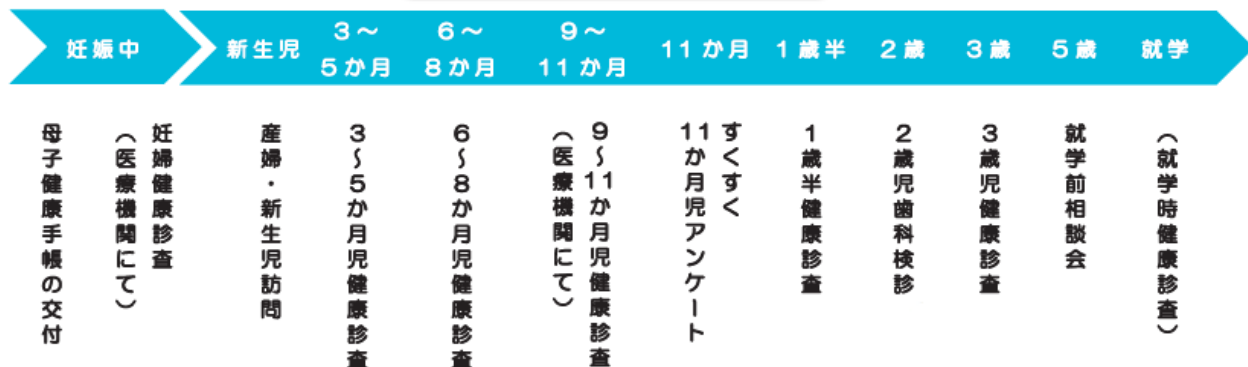 妊娠中
新生児
3～
5か月
6～
8か月
9～
11か月
11か月
1歳半
2歳
3歳
5歳
就学
母子健康手帳の交付
妊婦健康診査
（医療機関にて）
産婦・新生児訪問
3～5か月児健康診査
6～8か月児健康診査
9～11か月児健康診査
（医療機関にて）
すくすく
11か月児アンケート
1歳半健康診査
2歳児歯科検診
3歳児健康診査
就学前相談会
（就学時健康診査）